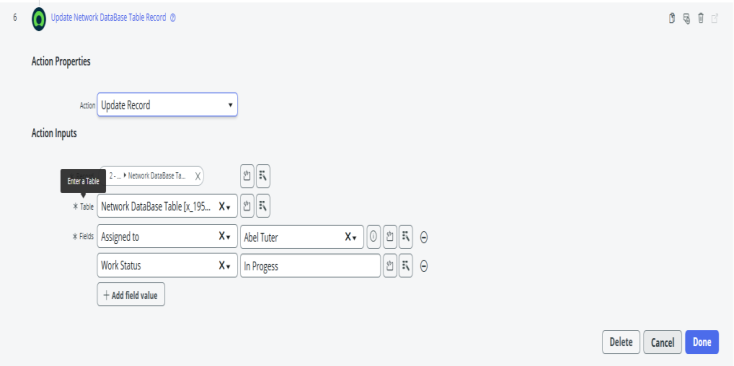 6 Update Network DataBase Table Record
Action Properties
Action Update Record
Action Inputs
2 - ... Network DataBase Ta... X
Enter a Table
* Table Network DataBase Table [x_195... X
* Fields Assigned to X Abel Tuter X
Work Status X In Progess
+ Add field value
Delete Cancel Done